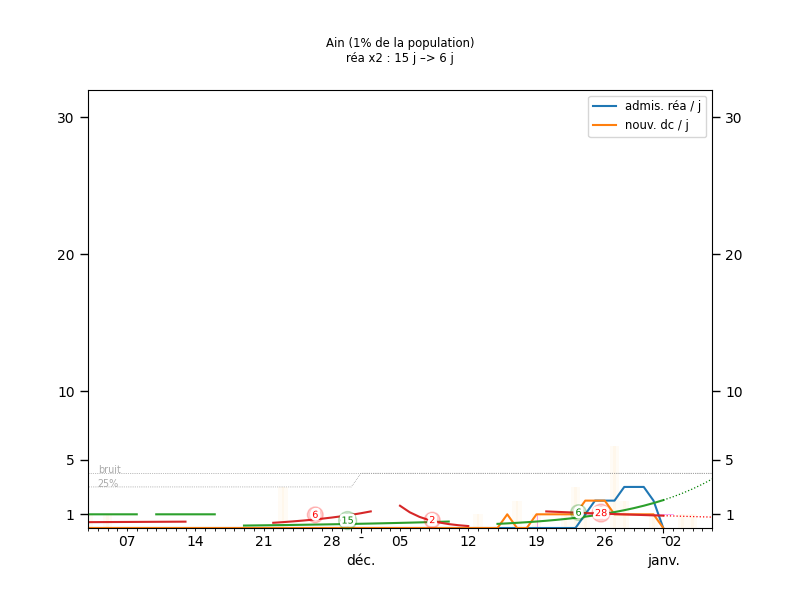 Ain (1% de la population)
réa x2 : 15 j –> 6 j
admis. réa / j
nouv. dc / j
30 30
20 20
10 10
5 5
1 1
bruit
25%
6 15 2 6 28
07 14 21 28 - 05 12 19 26 - 02
déc. janv.